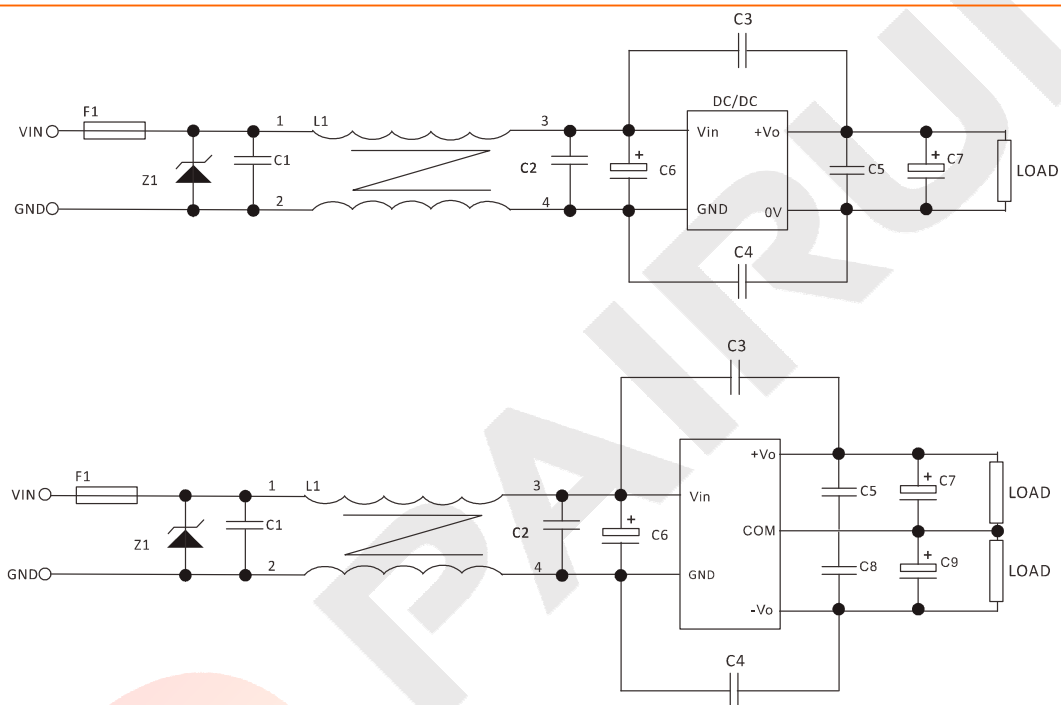 C3
DC/DC
F1
VIN
1
L1
3
Vin
+Vo
Z1
C1
C2
+
C6
C5
+
C7
LOAD
GND
2
4
GND
0V
C4
C3
+Vo
F1
VIN
1
L1
3
Vin
C5
+
C7
LOAD
Z1
C1
C2
+
C6
COM
GND
2
4
GND
C8
+
C9
LOAD
-Vo
C4
PAIRUI